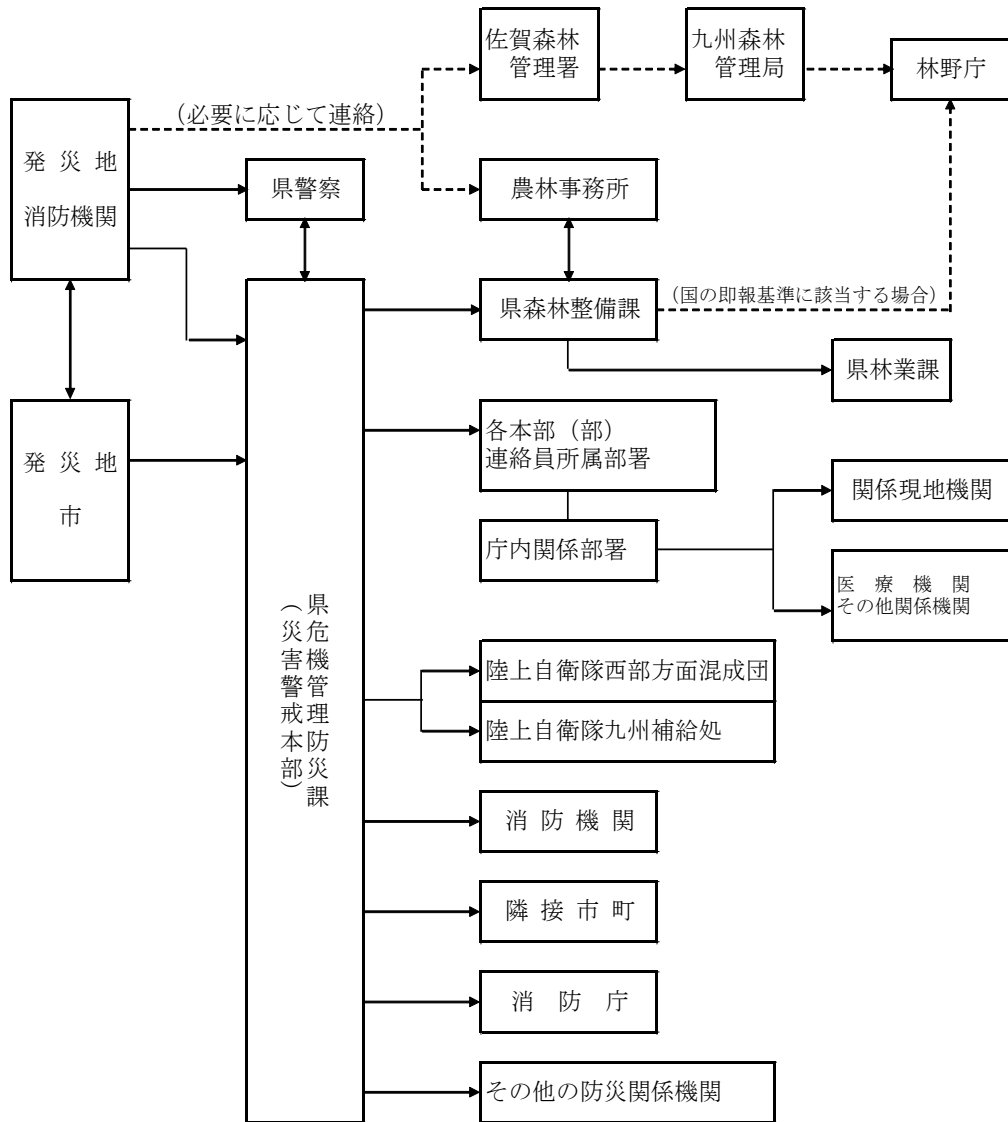 佐賀森林
管理署
九州森林
管理局
林野庁
(必要に応じて連絡)
発 災 地
消防機関
県警察
農林事務所
県森林整備課
(国の即報基準に該当する場合)
県林業課
発 災 地
市
各本部（部）
連絡員所属部署
関係現地機関
庁内関係部署
医 療 機 関
その他関係機関
県危機管理防災課
（災害警戒本部）
陸上自衛隊西部方面混成団
陸上自衛隊九州補給処
消 防 機 関
隣 接 市 町
消 防 庁
その他の防災関係機関